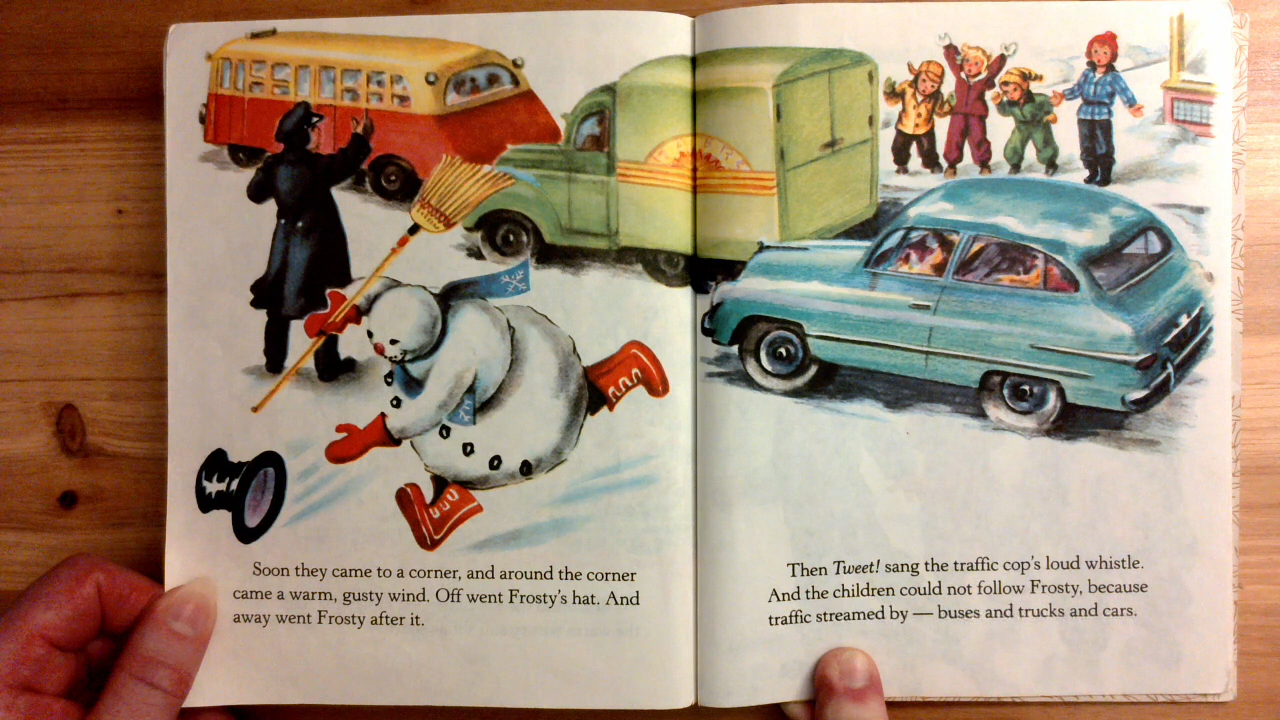 Soon they came to a corner, and around the corner
came a warm, gusty wind. Off went Frosty's hat. And
away went Frosty after it.
Then Tweet! sang the traffic cop's loud whistle.
And the children could not follow Frosty, because
traffic streamed by — buses and trucks and cars.